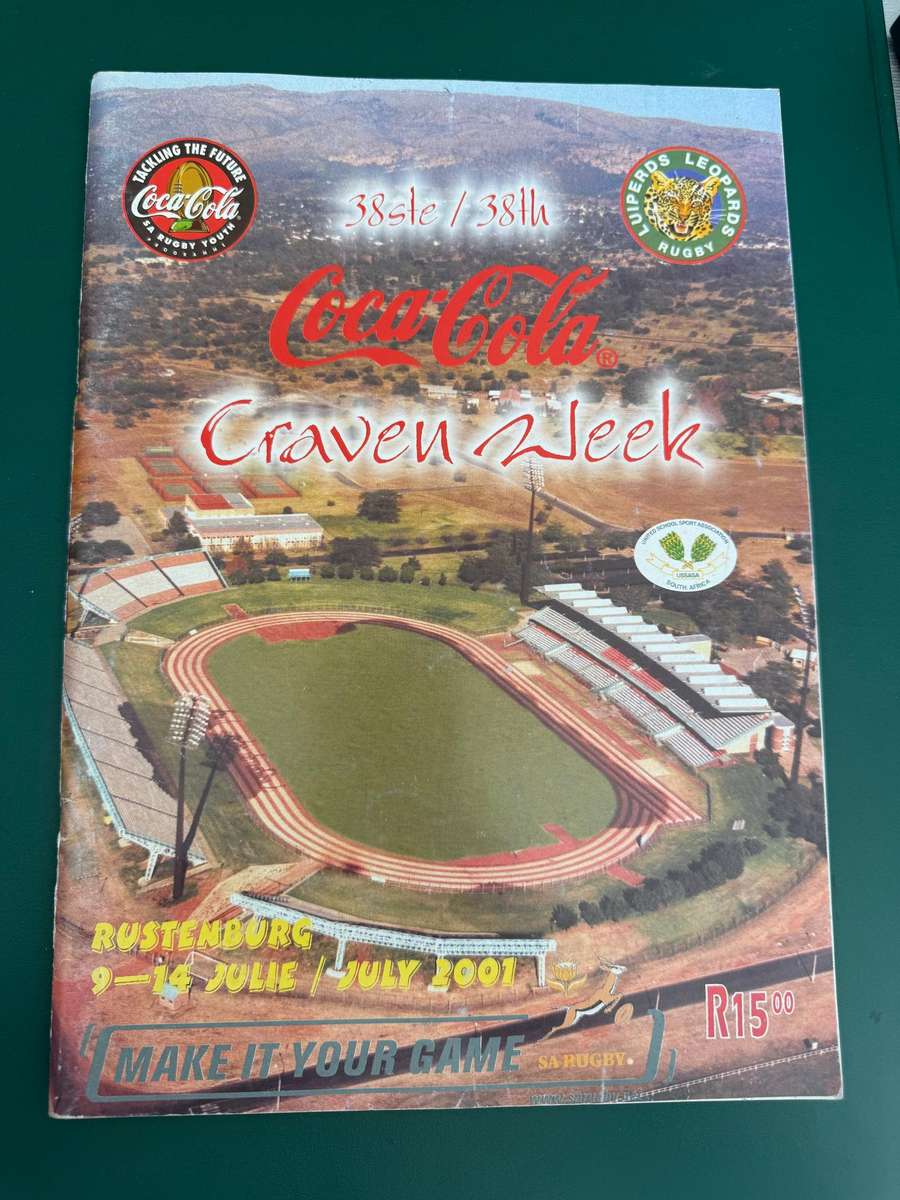 TACKLING THE FUTURE
Coca-Cola
SA RUGBY YOUTH
PROGRAMME
38ste / 38th
LUIPERDS LEOPARDS
RUGBY
Coca-Cola®
Craven Week
UNITED SCHOOL SPORT ASSOCIATION
USSASA
SOUTH AFRICA
RUSTENBURG
9–14 JULIE / JULY 2001
R15 00
MAKE IT YOUR GAME
SA RUGBY